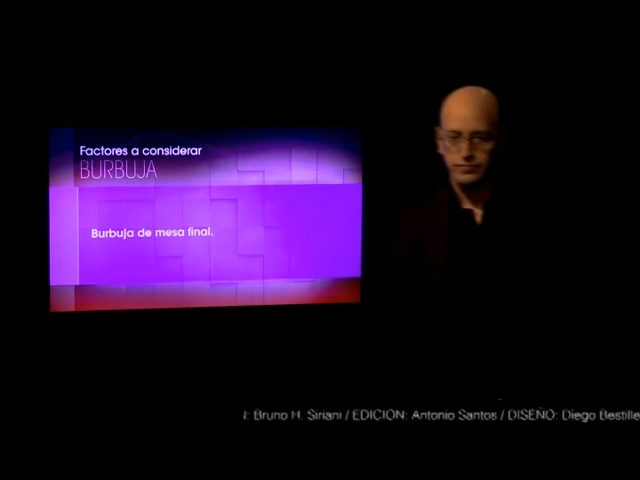 Factores a considerar
BURBUJA
Burbuja de mesa final.
: Bruno H. Siriani / EDICION: Antonio Santos / DISEÑO: Diego Bestille